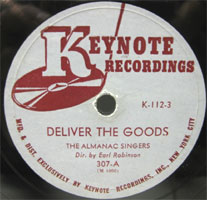 KEYNOTE
RECORDINGS
K-112-3
DELIVER THE GOODS
THE ALMANAC SINGERS
Dir. by Earl Robinson
307-A
MFG. & DIST. EXCLUSIVELY BY KEYNOTE RECORDINGS, INC., NEW YORK CITY